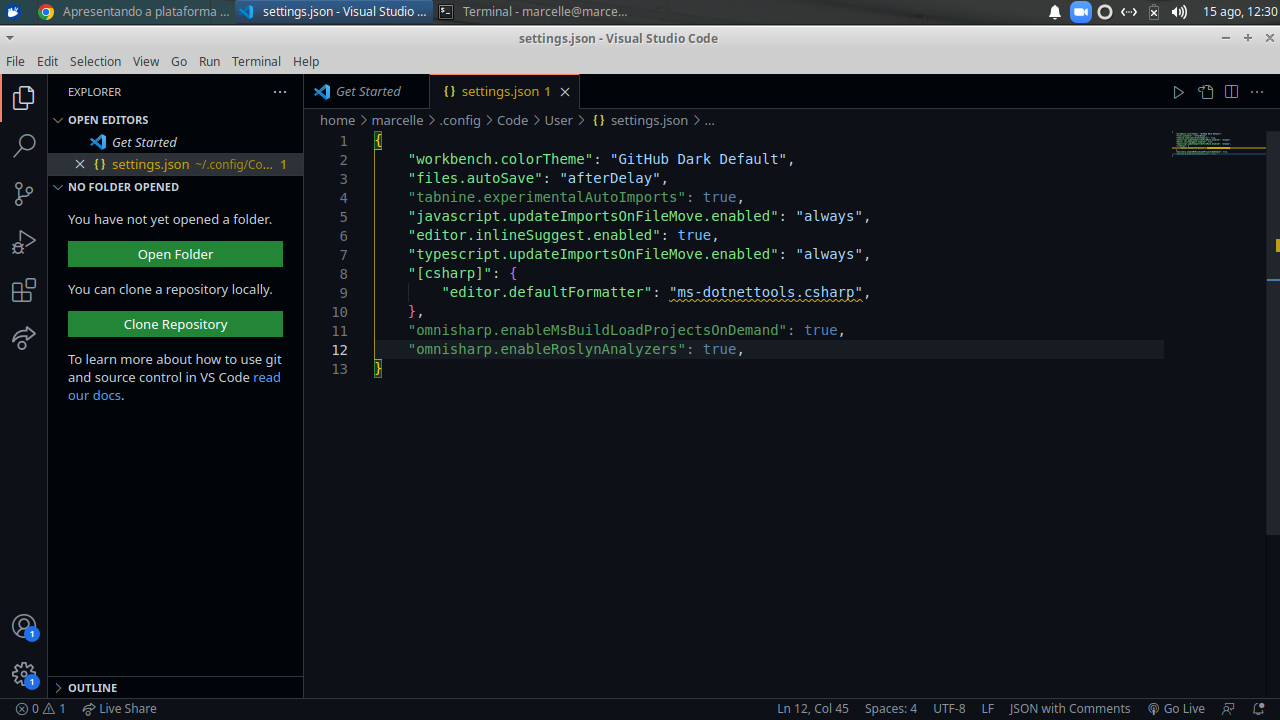 Apresentando a plataforma ...
settings.json - Visual Studio ...
Terminal - marcelle@marce...
15 ago, 12:30
settings.json - Visual Studio Code
File Edit Selection View Go Run Terminal Help
EXPLORER
OPEN EDITORS
Get Started
settings.json ~/.config/Co... 1
NO FOLDER OPENED
You have not yet opened a folder.
Open Folder
You can clone a repository locally.
Clone Repository
To learn more about how to use git
and source control in VS Code read
our docs.
OUTLINE
Get Started
settings.json 1
home > marcelle > .config > Code > User > {} settings.json > ...
1 {
2 "workbench.colorTheme": "GitHub Dark Default",
3 "files.autoSave": "afterDelay",
4 "tabnine.experimentalAutoImports": true,
5 "javascript.updateImportsOnFileMove.enabled": "always",
6 "editor.inlineSuggest.enabled": true,
7 "typescript.updateImportsOnFileMove.enabled": "always",
8 "[csharp]": {
9 "editor.defaultFormatter": "ms-dotnettools.csharp",
10 },
11 "omnisharp.enableMsBuildLoadProjectsOnDemand": true,
12 "omnisharp.enableRoslynAnalyzers": true,
13 }
1
1
0 1 Live Share
Ln 12, Col 45 Spaces: 4 UTF-8 LF JSON with Comments Go Live